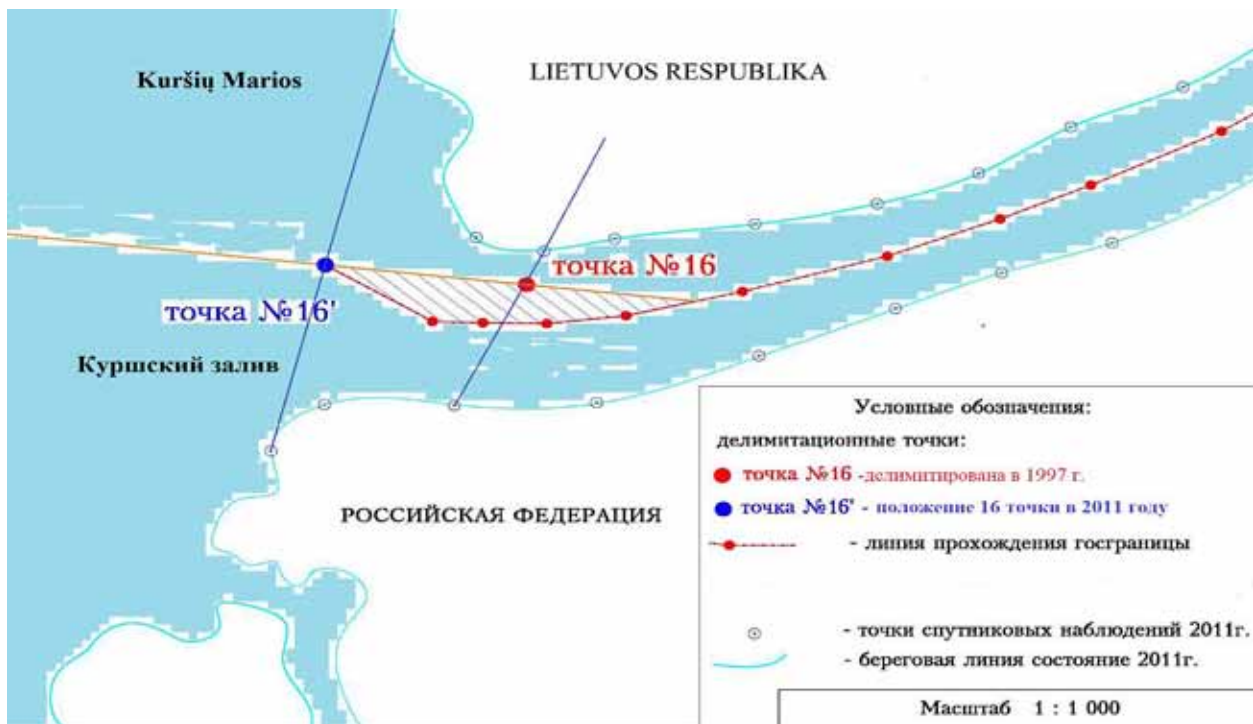 Kuršių Marios
LIETUVOS RESPUBLIKA
точка №16
точка №16'
Куршский залив
РОССИЙСКАЯ ФЕДЕРАЦИЯ
Условные обозначения:
делимитационные точки:
точка №16 -делимитирована в 1997 г.
точка №16' - положение 16 точки в 2011 году
- линия прохождения госграницы
- точки спутниковых наблюдений 2011г.
- береговая линия состояние 2011г.
Масштаб 1 : 1 000